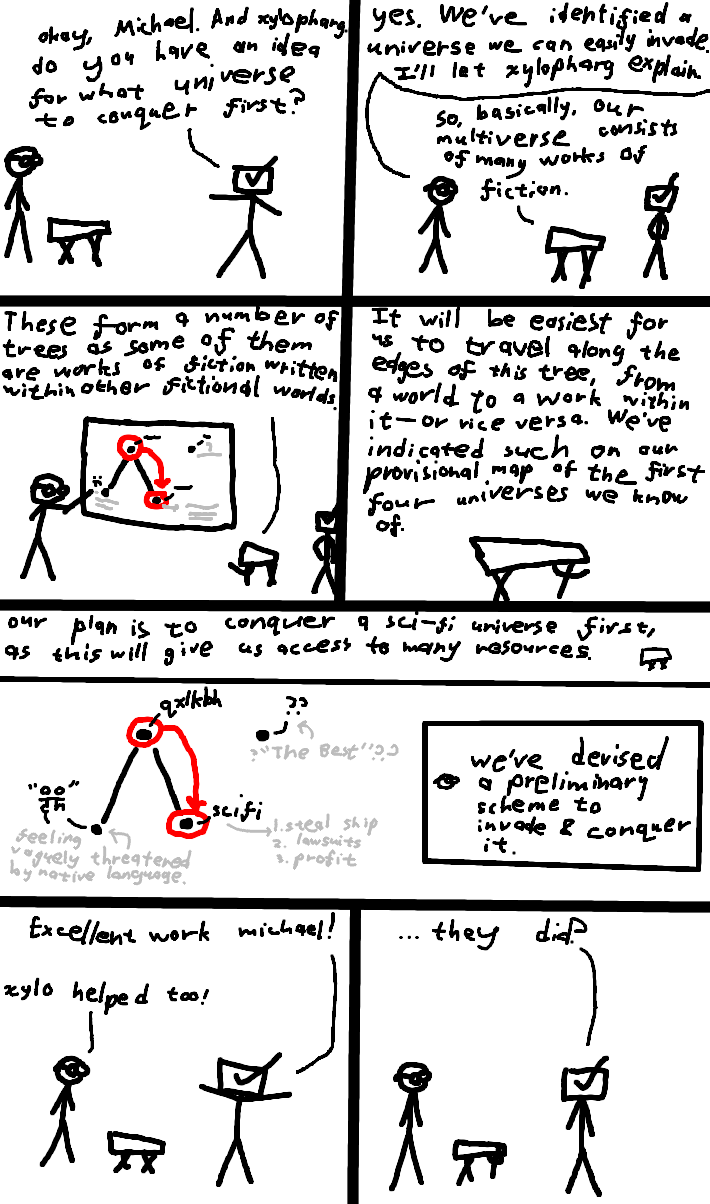 okay, Michael. And xylopharg.
do you have an idea
for what universe
to conquer first?
yes. We've identified a
universe we can easily invade.
I'll let xylopharg explain
so, basically, our
multiverse consists
of many works of
fiction.
These form a number of
trees as some of them
are works of fiction written
within other fictional worlds.
It will be easiest for
us to travel along the
edges of this tree, from
a world to a work within
it—or vice versa. We've
indicated such on our
provisional map of the first
four universes we know
of.
our plan is to conquer a sci-fi universe first,
as this will give us access to many resources.
qxlkbh
??
?"The Best"??
scifi
1. steal ship
2. lawsuits
3. profit
feeling
vaguely threatened
by native language.
we've devised
a preliminary
scheme to
invade & conquer
it.
Excellent work michael!
xylo helped too!
...they did?